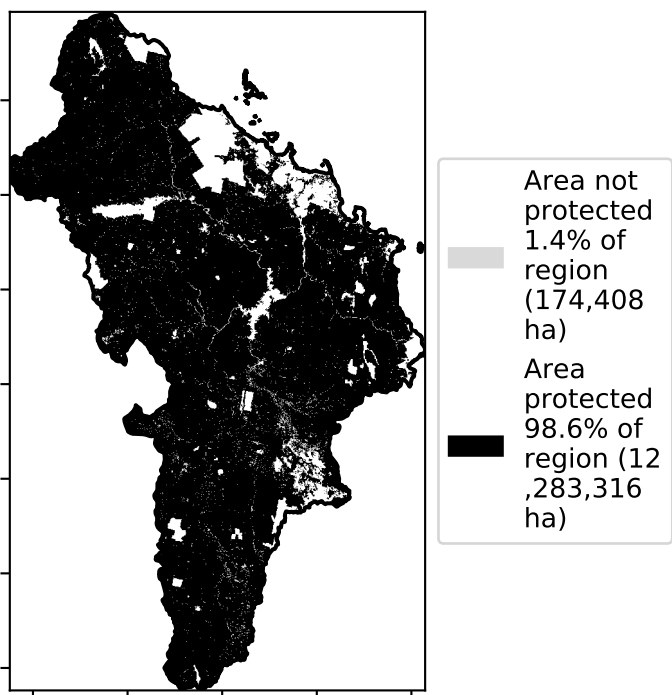 Area not
protected
1.4% of
region
(174,408
ha)
Area
protected
98.6% of
region (12
,283,316
ha)